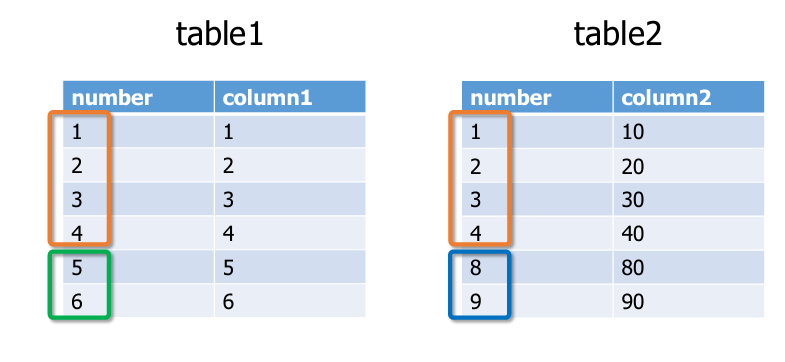 table1 table2
number column1 number column2
1 1 1 10
2 2 2 20
3 3 3 30
4 4 4 40
5 5 8 80
6 6 9 90